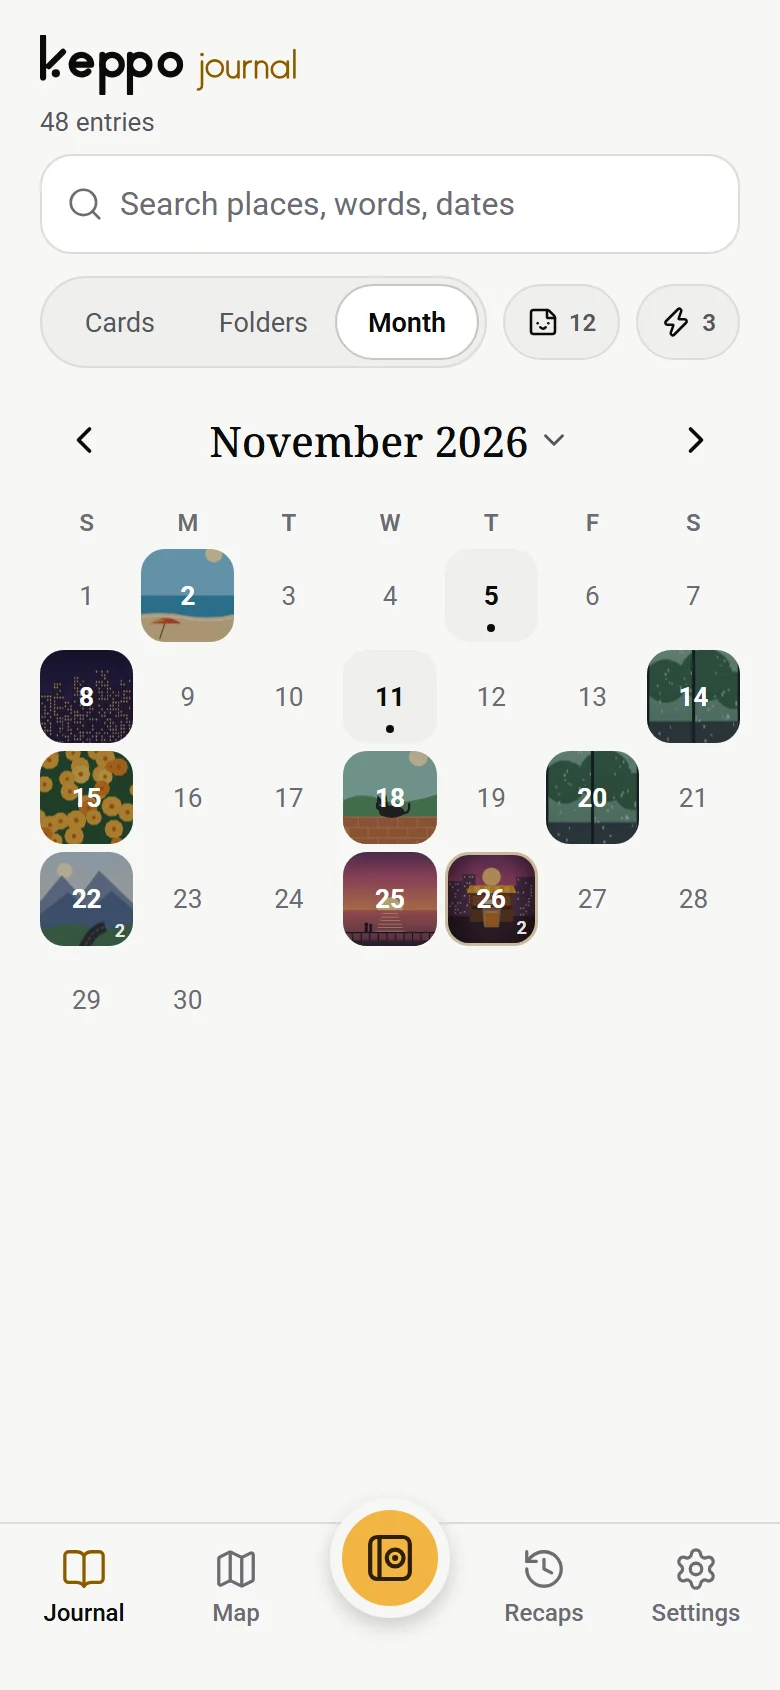 keppo journal
48 entries
Search places, words, dates
Cards Folders Month 12 3
November 2026
S M T W T F S
1 2 3 4 5 6 7
8 9 10 11 12 13 14
15 16 17 18 19 20 21
22 2 23 24 25 26 2 27 28
29 30
Journal Map Recaps Settings